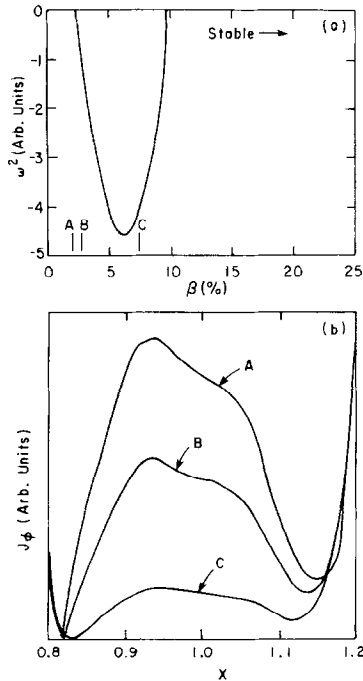 (a)
Stable →
0
-1
-2
-3
-4
-5
ω² (Arb. Units)
A B C
0 5 10 15 20 25
β(%)
(b)
A
B
C
Jϕ (Arb. Units)
0.8 0.9 1.0 1.1 1.2
X